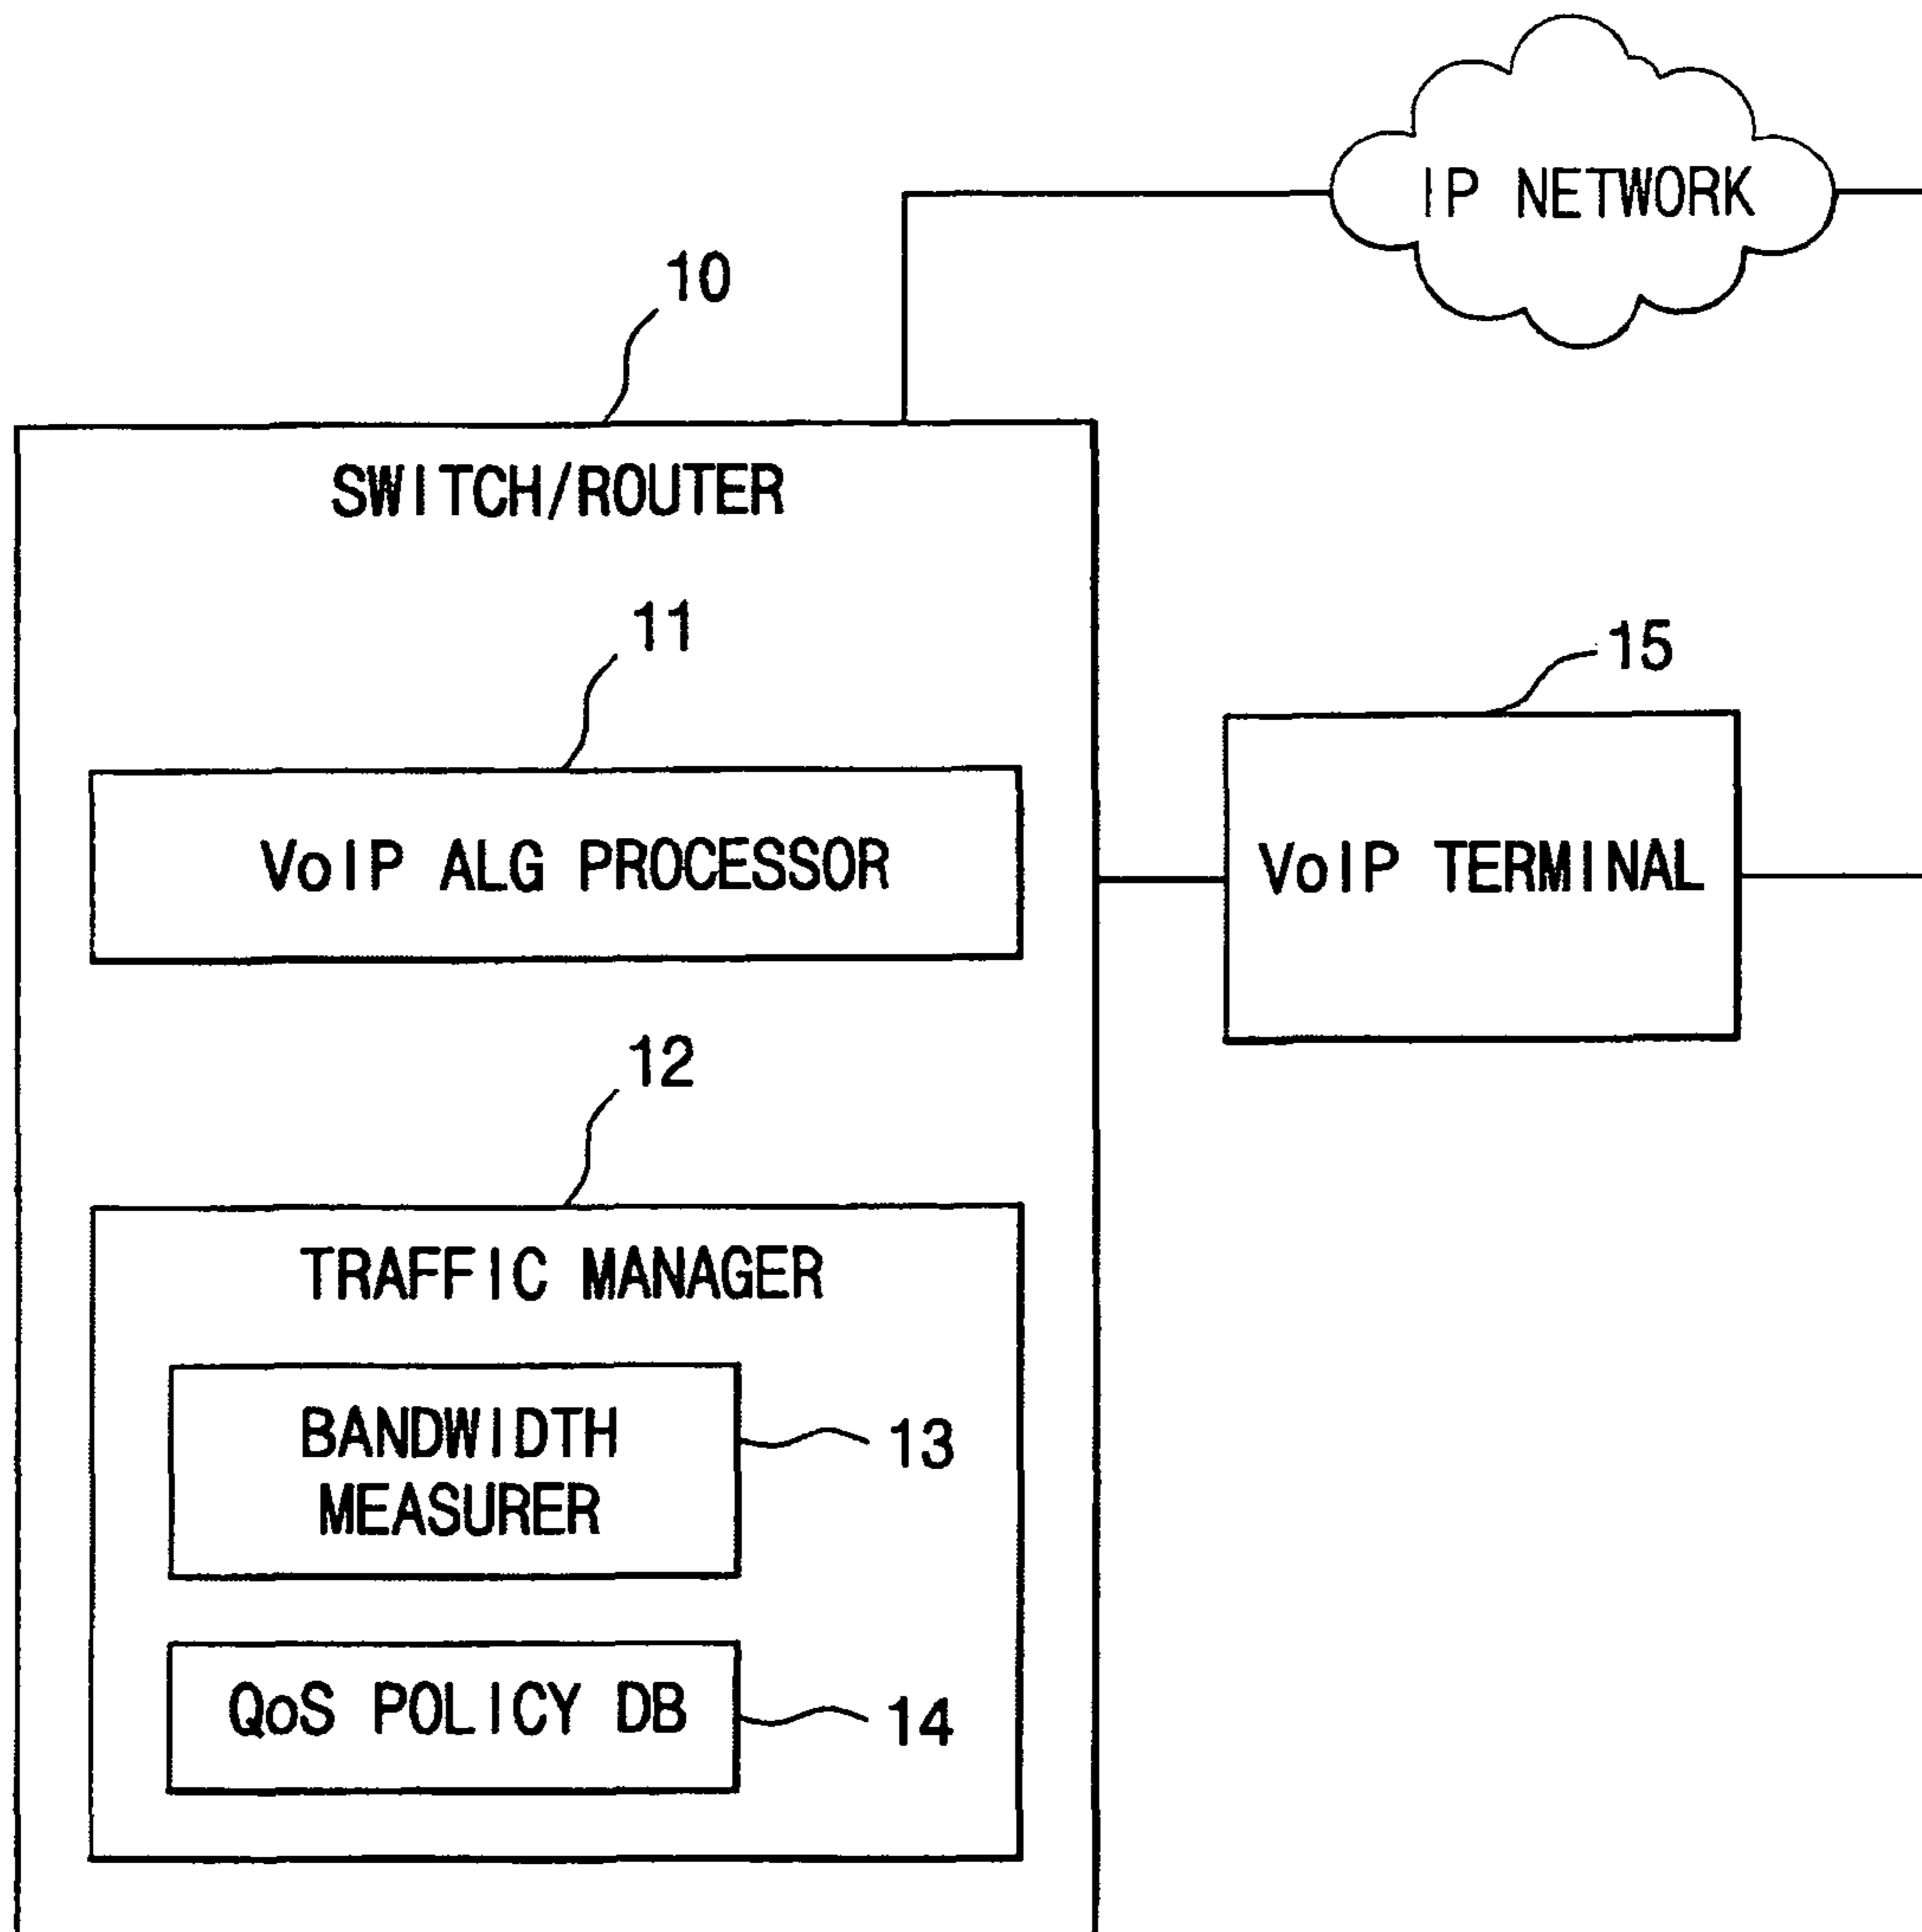 IP NETWORK
10
SWITCH/ROUTER
11
VoIP ALG PROCESSOR
15
VoIP TERMINAL
12
TRAFFIC MANAGER
BANDWIDTH
MEASURER
13
QoS POLICY DB
14